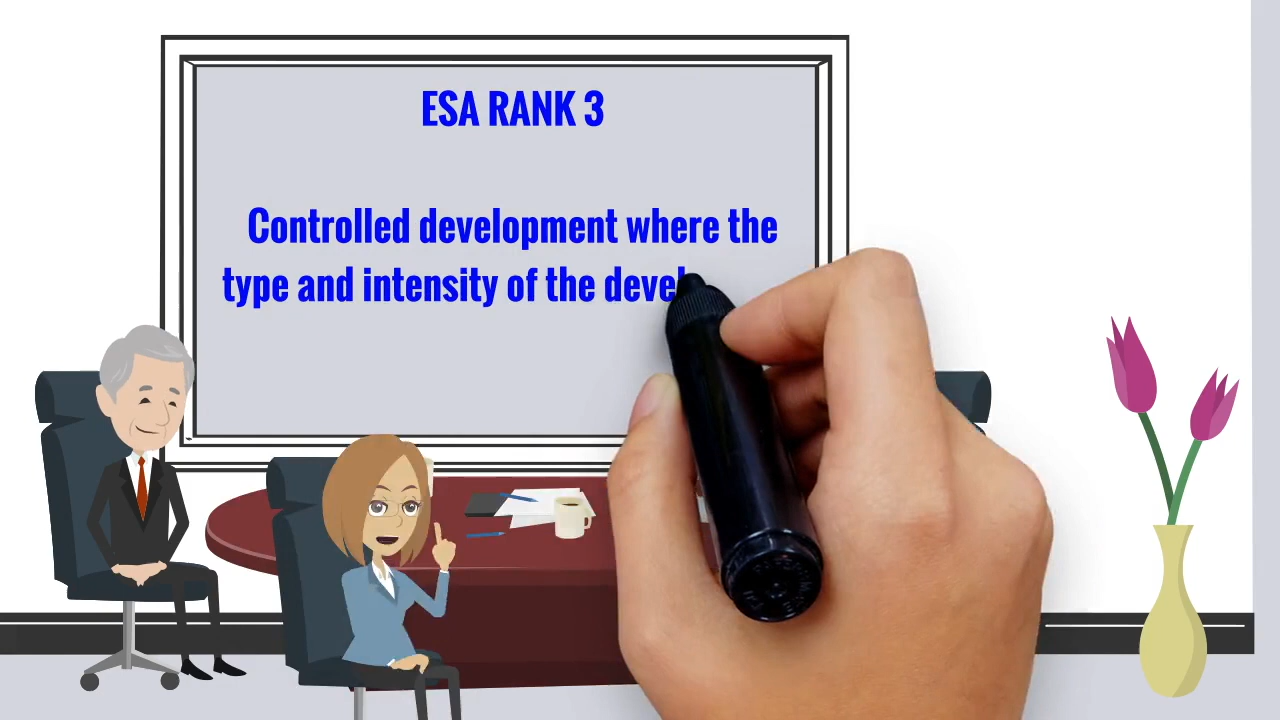 ESA RANK 3
Controlled development where the
type and intensity of the